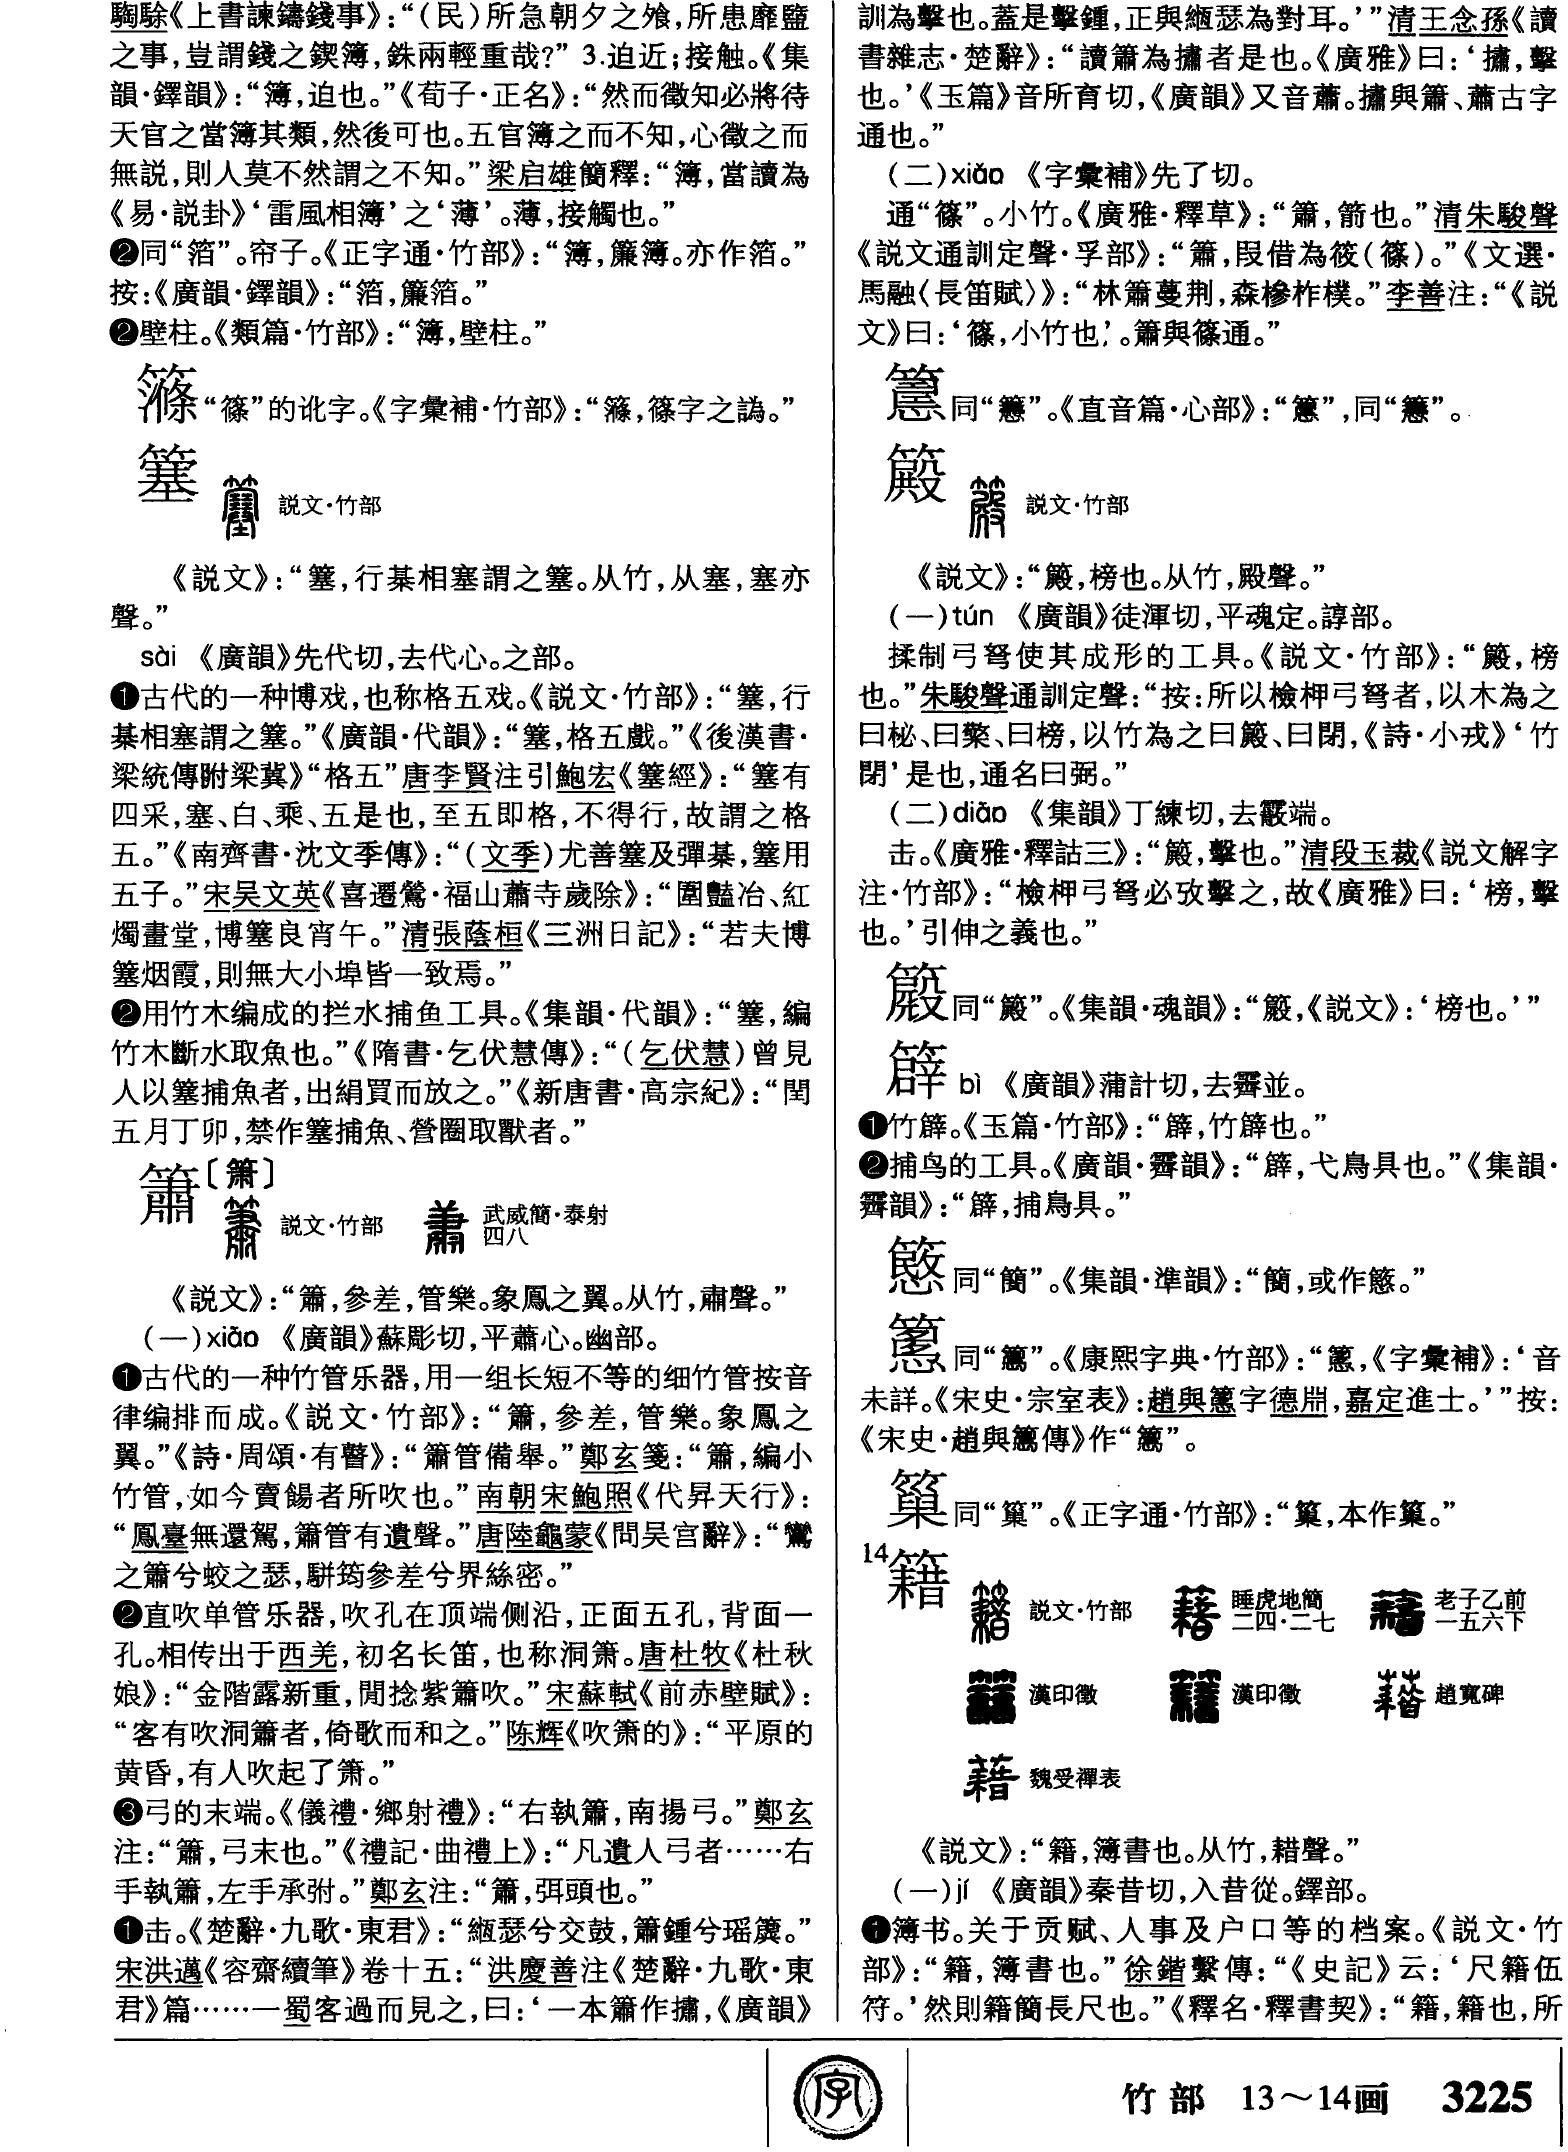 騊駼《上書諫鑄錢事》：“（民）所急朝夕之飧，所患靡盬
之事，豈謂錢之鍥簿，銖兩輕重哉？” 3.迫近；接触。《集
韻·鐸韻》：“簿，迫也。”《荀子·正名》：“然而徵知必將待
天官之當簿其類，然後可也。五官簿之而不知，心徵之而
無説，則人莫不然謂之不知。”梁启雄簡釋：“簿，當讀為
《易·説卦》‘雷風相簿’之‘薄’。薄，接觸也。”
❷同“箔”。帘子。《正字通·竹部》：“簿，簾簿。亦作箔。”
按：《廣韻·鐸韻》：“箔，簾箔。”
❷壁柱。《類篇·竹部》：“簿，壁柱。”
“篠”的讹字。《字彙補·竹部》：“，篠字之譌。”
簺 説文·竹部
《説文》：“簺，行棊相塞謂之簺。从竹，从塞，塞亦
聲。”
sài 《廣韻》先代切，去代心。之部。
❶古代的一种博戏，也称格五戏。《説文·竹部》：“簺，行
棊相塞謂之簺。”《廣韻·代韻》：“簺，格五戲。”《後漢書·
梁統傳附梁冀》“格五”唐李賢注引鮑宏《簺經》：“簺有
四采，塞、白、乘、五是也，至五即格，不得行，故謂之格
五。”《南齊書·沈文季傳》：“（文季）尤善簺及彈棊，簺用
五子。”宋吴文英《喜遷鶯·福山蕭寺歲除》：“圍豔冶、紅
燭畫堂，博簺良宵午。”清張蔭桓《三洲日記》：“若夫博
簺烟霞，則無大小埠皆一致焉。”
❷用竹木编成的拦水捕鱼工具。《集韻·代韻》：“簺，編
竹木斷水取魚也。”《隋書·乞伏慧傳》：“（乞伏慧）曾見
人以簺捕魚者，出絹買而放之。”《新唐書·高宗紀》：“閏
五月丁卯，禁作簺捕魚、營圈取獸者。”
簫〔箫〕 説文·竹部 武威簡·泰射
四八
《説文》：“簫，參差，管樂。象鳳之翼。从竹，肅聲。”
（一）xiāo 《廣韻》蘇彫切，平蕭心。幽部。
❶古代的一种竹管乐器，用一组长短不等的细竹管按音
律编排而成。《説文·竹部》：“簫，參差，管樂。象鳳之
翼。”《詩·周頌·有瞽》：“簫管備舉。”鄭玄箋：“簫，編小
竹管，如今賣餳者所吹也。”南朝宋鮑照《代昇天行》：
“鳳臺無還駕，簫管有遺聲。”唐陸龜蒙《問吴宫辭》：“鸞
之簫兮蛟之瑟，駢筠參差兮界絲密。”
❷直吹单管乐器，吹孔在顶端侧沿，正面五孔，背面一
孔。相传出于西羌，初名长笛，也称洞箫。唐杜牧《杜秋
娘》：“金階露新重，閒捻紫簫吹。”宋蘇軾《前赤壁賦》：
“客有吹洞簫者，倚歌而和之。”陈辉《吹箫的》：“平原的
黄昏，有人吹起了箫。”
❸弓的末端。《儀禮·鄉射禮》：“右執簫，南揚弓。”鄭玄
注：“簫，弓末也。”《禮記·曲禮上》：“凡遺人弓者……右
手執簫，左手承弣。”鄭玄注：“簫，弭頭也。”
❶击。《楚辭·九歌·東君》：“緪瑟兮交鼓，簫鍾兮瑶簴。”
宋洪邁《容齋續筆》卷十五：“洪慶善注《楚辭·九歌·東
君》篇……一蜀客過而見之，曰：‘一本簫作㩋，《廣韻》
訓為擊也。蓋是擊鍾，正與緪瑟為對耳。’”清王念孫《讀
書雜志·楚辭》：“讀簫為㩋者是也。《廣雅》曰：‘㩋，擊
也。’《玉篇》音所育切，《廣韻》又音蕭。㩋與簫、蕭古字
通也。”
（二）xiǎo 《字彙補》先了切。
通“篠”。小竹。《廣雅·釋草》：“簫，箭也。”清朱駿聲
《説文通訓定聲·孚部》：“簫，叚借為筱（篠）。”《文選·
馬融〈長笛賦〉》：“林簫蔓荆，森槮柞樸。”李善注：“《説
文》曰：‘篠，小竹也’。簫與篠通。”
同“”。《直音篇·心部》：“”，同“”。
簸 説文·竹部
《説文》：“，榜也。从竹，殿聲。”
（一）tún 《廣韻》徒渾切，平魂定。諄部。
揉制弓弩使其成形的工具。《説文·竹部》：“，榜
也。”朱駿聲通訓定聲：“按：所以檢柙弓弩者，以木為之
曰柲、曰檠、曰榜，以竹為之曰、曰閉，《詩·小戎》‘竹
閉’是也，通名曰弼。”
（二）diàn 《集韻》丁練切，去霰端。
击。《廣雅·釋詁三》：“，擊也。”清段玉裁《説文解字
注·竹部》：“檢柙弓弩必攷擊之，故《廣雅》曰：‘榜，擊
也。’引伸之義也。”
同“”。《集韻·魂韻》：“，《説文》：‘榜也。’”
bì 《廣韻》蒲計切，去霽並。
❶竹。《玉篇·竹部》：“，竹也。”
❷捕鸟的工具。《廣韻·霽韻》：“，弋鳥具也。”《集韻·
霽韻》：“，捕鳥具。”
同“簢”。《集韻·準韻》：“簢，或作。”
同“”。《康熙字典·竹部》：“，《字彙補》：‘音
未詳。《宋史·宗室表》：趙與字德淵，嘉定進士。’”按：
《宋史·趙與傳》作“”。
同“”。《正字通·竹部》：“，本作。”
14 籍 説文·竹部 睡虎地簡 老子乙前
二四·二七 一五六下
漢印徵 漢印徵 趙寬碑
魏受禪表
《説文》：“籍，簿書也。从竹，耤聲。”
（一）jí 《廣韻》秦昔切，入昔從。鐸部。
❶簿书。关于贡赋、人事及户口等的档案。《説文·竹
部》：“籍，簿書也。”徐鍇繫傳：“《史記》云：‘尺籍伍
符。’然則籍簡長尺也。”《釋名·釋書契》：“籍，籍也，所
字
竹部 13～14画 3225